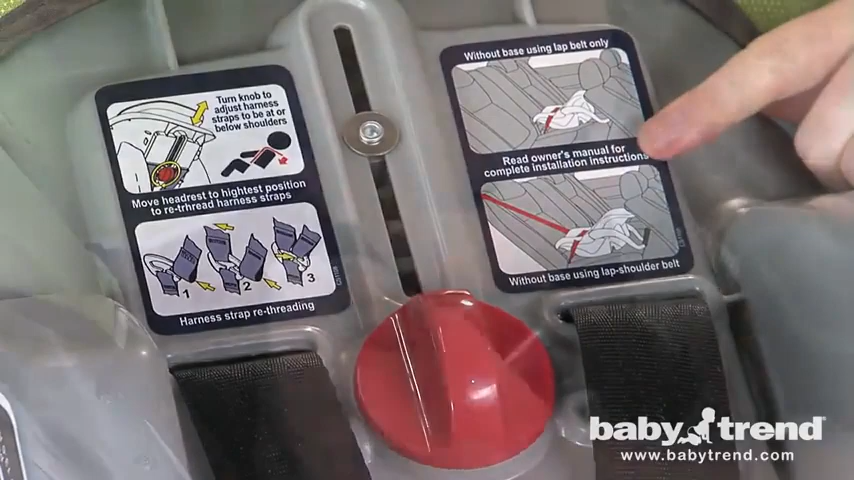 Turn knob to
adjust harness
straps to be at or
below shoulders
Move headrest to highest position
to re-trhread harness straps
1 2 3
Harness strap re-threading
Without base using lap belt only
Read owner's manual for
complete installation instructions
Without base using lap-shoulder belt
baby trend
www.babytrend.com